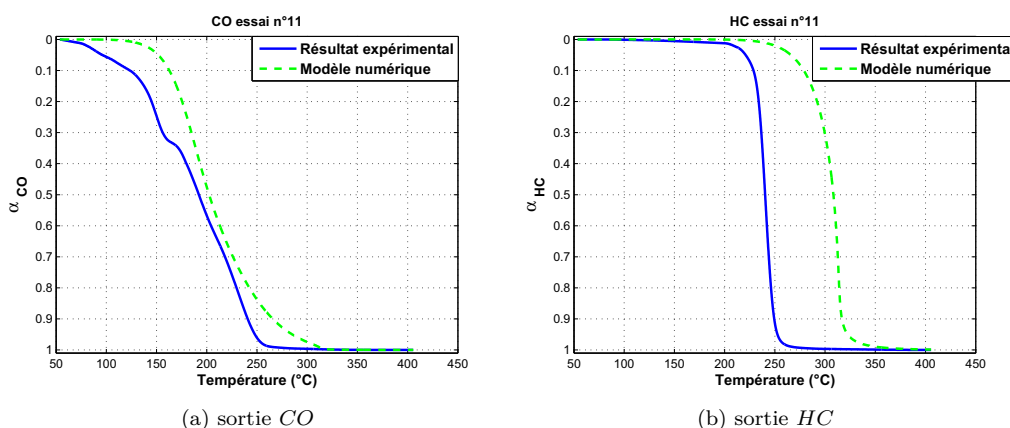 CO essai n°11
Résultat expérimental
Modèle numérique
0
0.1
0.2
0.3
0.4
0.5
0.6
0.7
0.8
0.9
1
α CO
50 100 150 200 250 300 350 400 450
Température (°C)
(a) sortie CO
HC essai n°11
Résultat expérimental
Modèle numérique
0
0.1
0.2
0.3
0.4
0.5
0.6
0.7
0.8
0.9
1
α HC
50 100 150 200 250 300 350 400 450
Température (°C)
(b) sortie HC